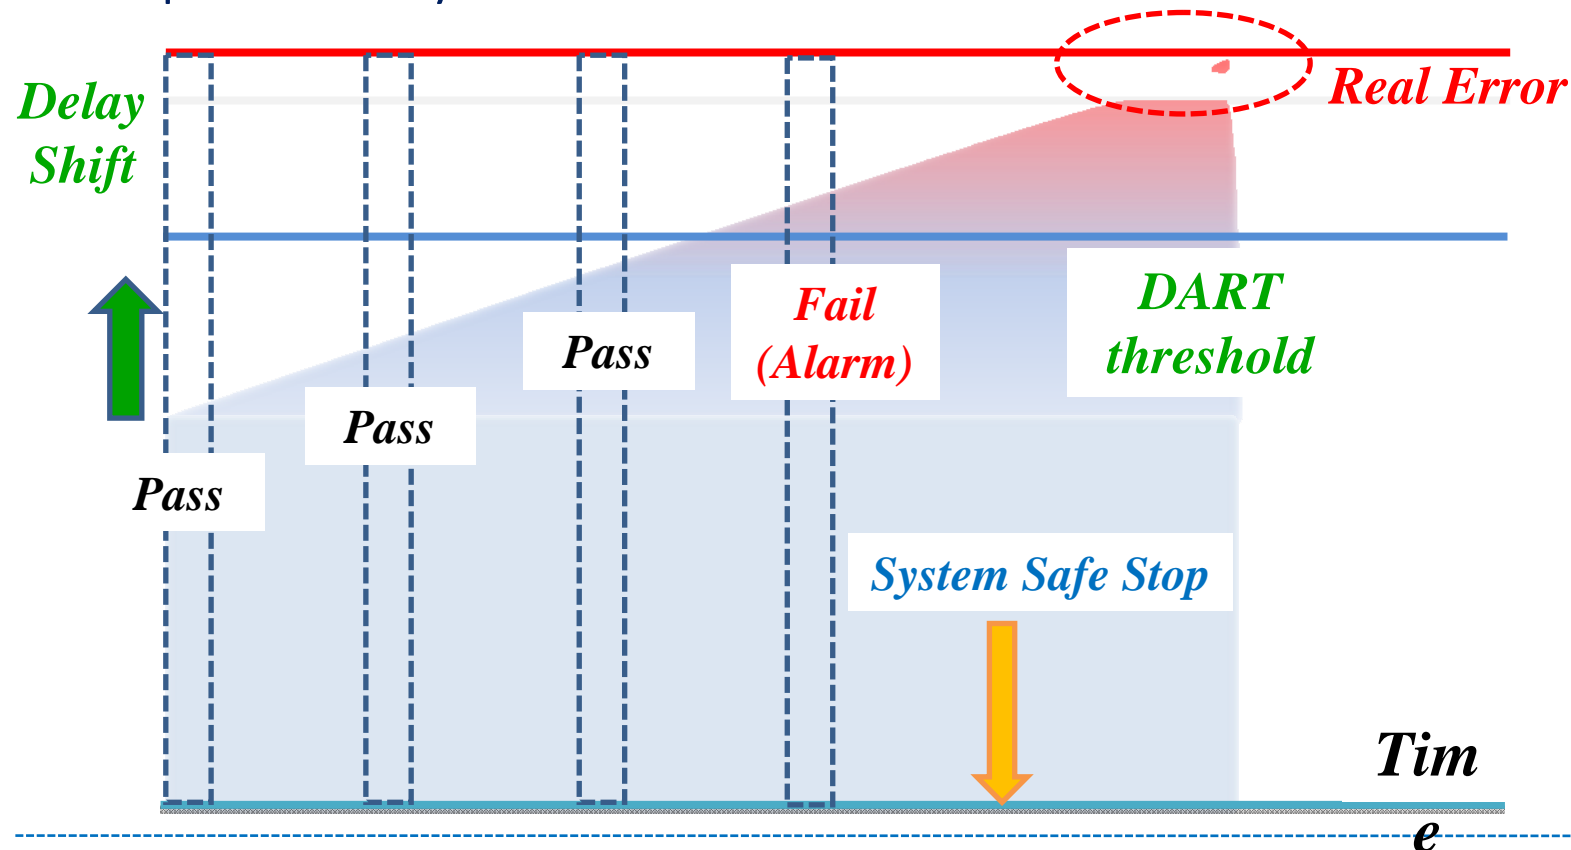 Delay
Shift
Real Error
DART
threshold
Fail
(Alarm)
Pass
Pass
Pass
System Safe Stop
Tim
e